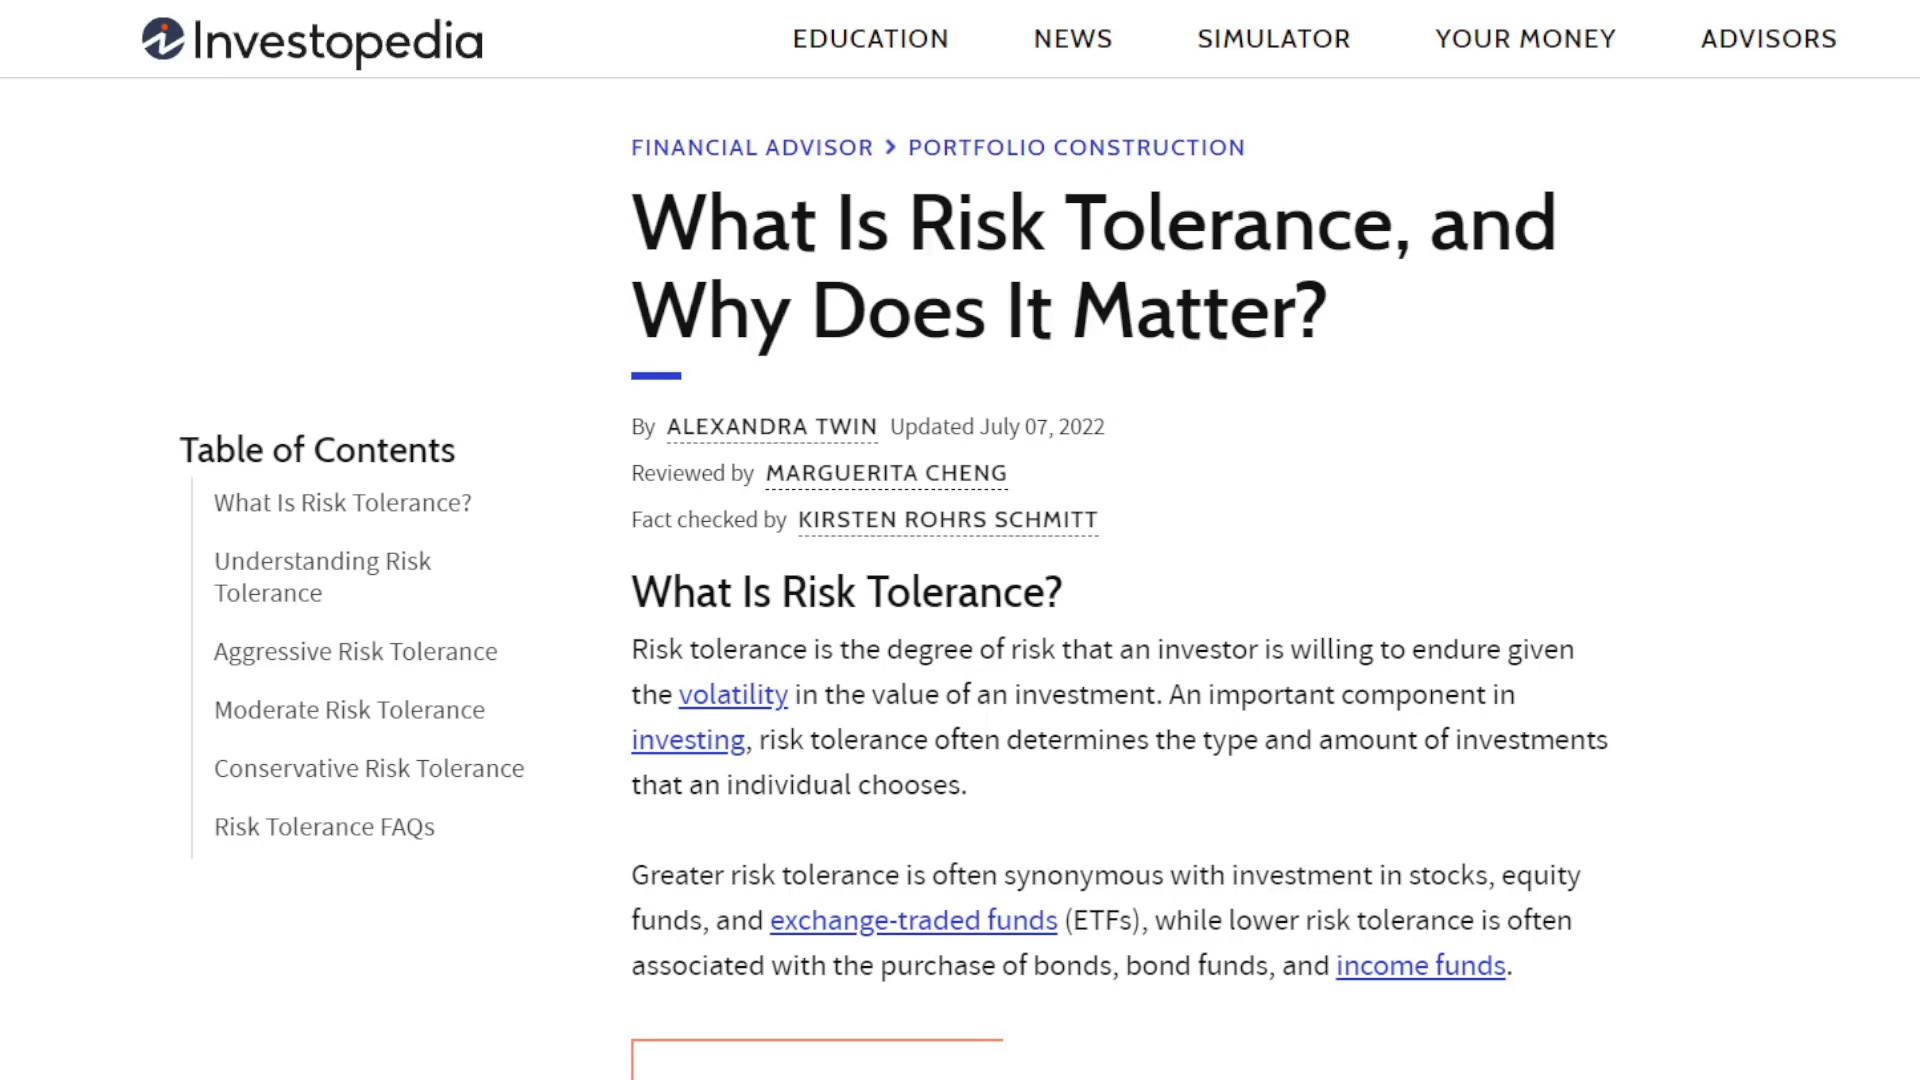 Investopedia
EDUCATION NEWS SIMULATOR YOUR MONEY ADVISORS
FINANCIAL ADVISOR > PORTFOLIO CONSTRUCTION
What Is Risk Tolerance, and
Why Does It Matter?
By ALEXANDRA TWIN Updated July 07, 2022
Reviewed by MARGUERITA CHENG
Fact checked by KIRSTEN ROHRS SCHMITT
Table of Contents
What Is Risk Tolerance?
Understanding Risk
Tolerance
Aggressive Risk Tolerance
Moderate Risk Tolerance
Conservative Risk Tolerance
Risk Tolerance FAQs
What Is Risk Tolerance?
Risk tolerance is the degree of risk that an investor is willing to endure given
the volatility in the value of an investment. An important component in
investing, risk tolerance often determines the type and amount of investments
that an individual chooses.
Greater risk tolerance is often synonymous with investment in stocks, equity
funds, and exchange-traded funds (ETFs), while lower risk tolerance is often
associated with the purchase of bonds, bond funds, and income funds.